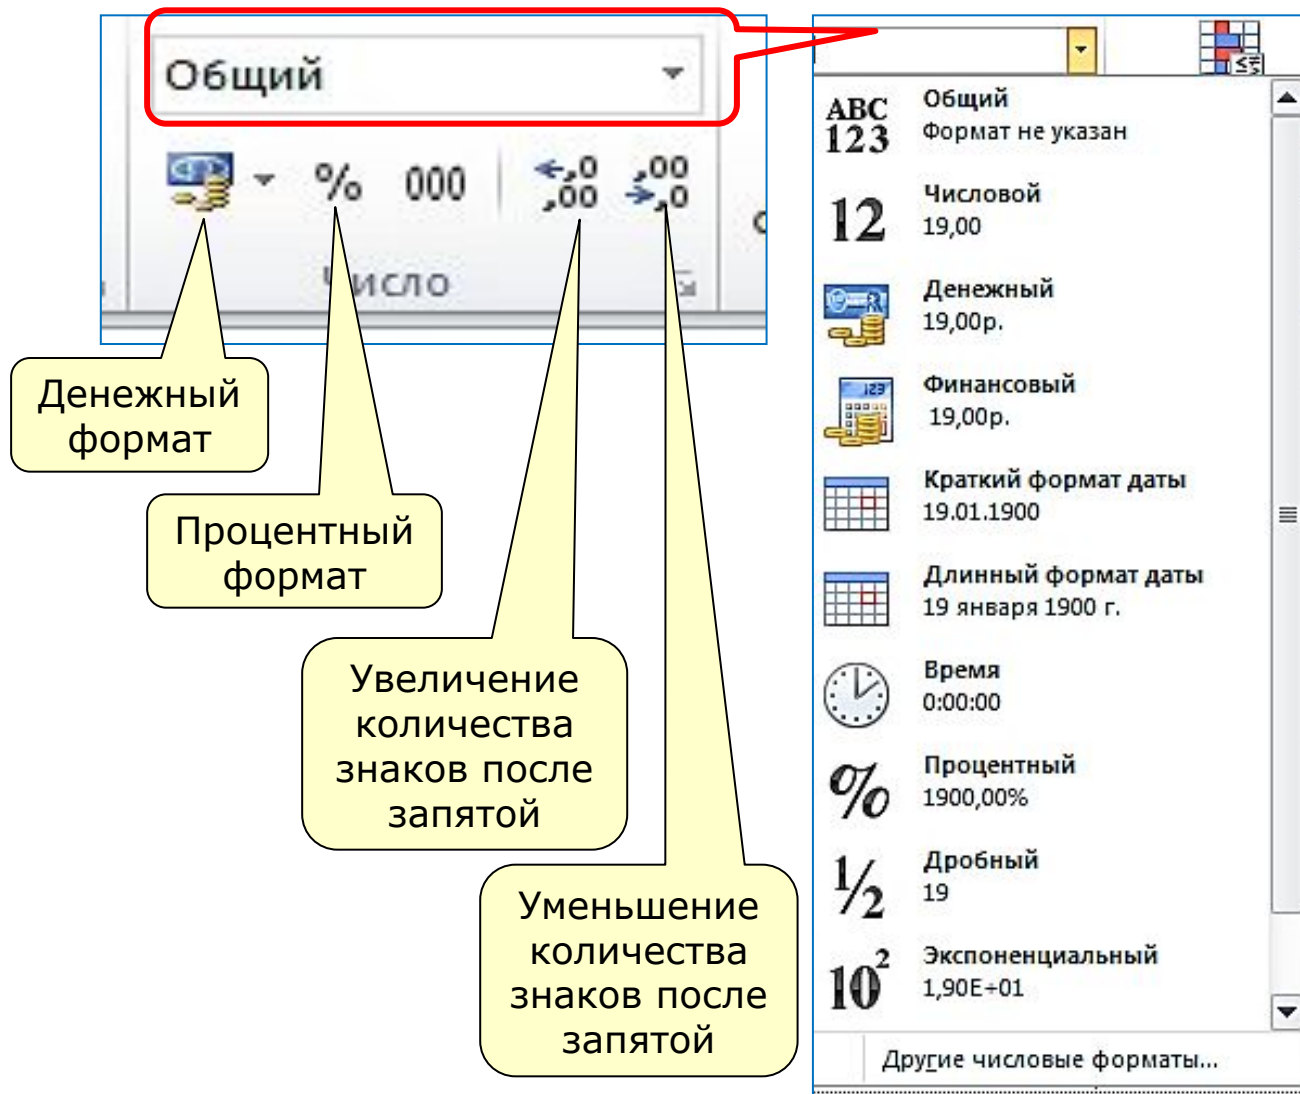 Общий
% 000 ,0 ,00 ,00 ,0
Число
Денежный
формат
Процентный
формат
Увеличение
количества
знаков после
запятой
Уменьшение
количества
знаков после
запятой
ABC
123
Общий
Формат не указан
12
Числовой
19,00
Денежный
19,00р.
123
Финансовый
19,00р.
Краткий формат даты
19.01.1900
Длинный формат даты
19 января 1900 г.
Время
0:00:00
%
Процентный
1900,00%
1/2
Дробный
19
10²
Экспоненциальный
1,90E+01
Другие числовые форматы...